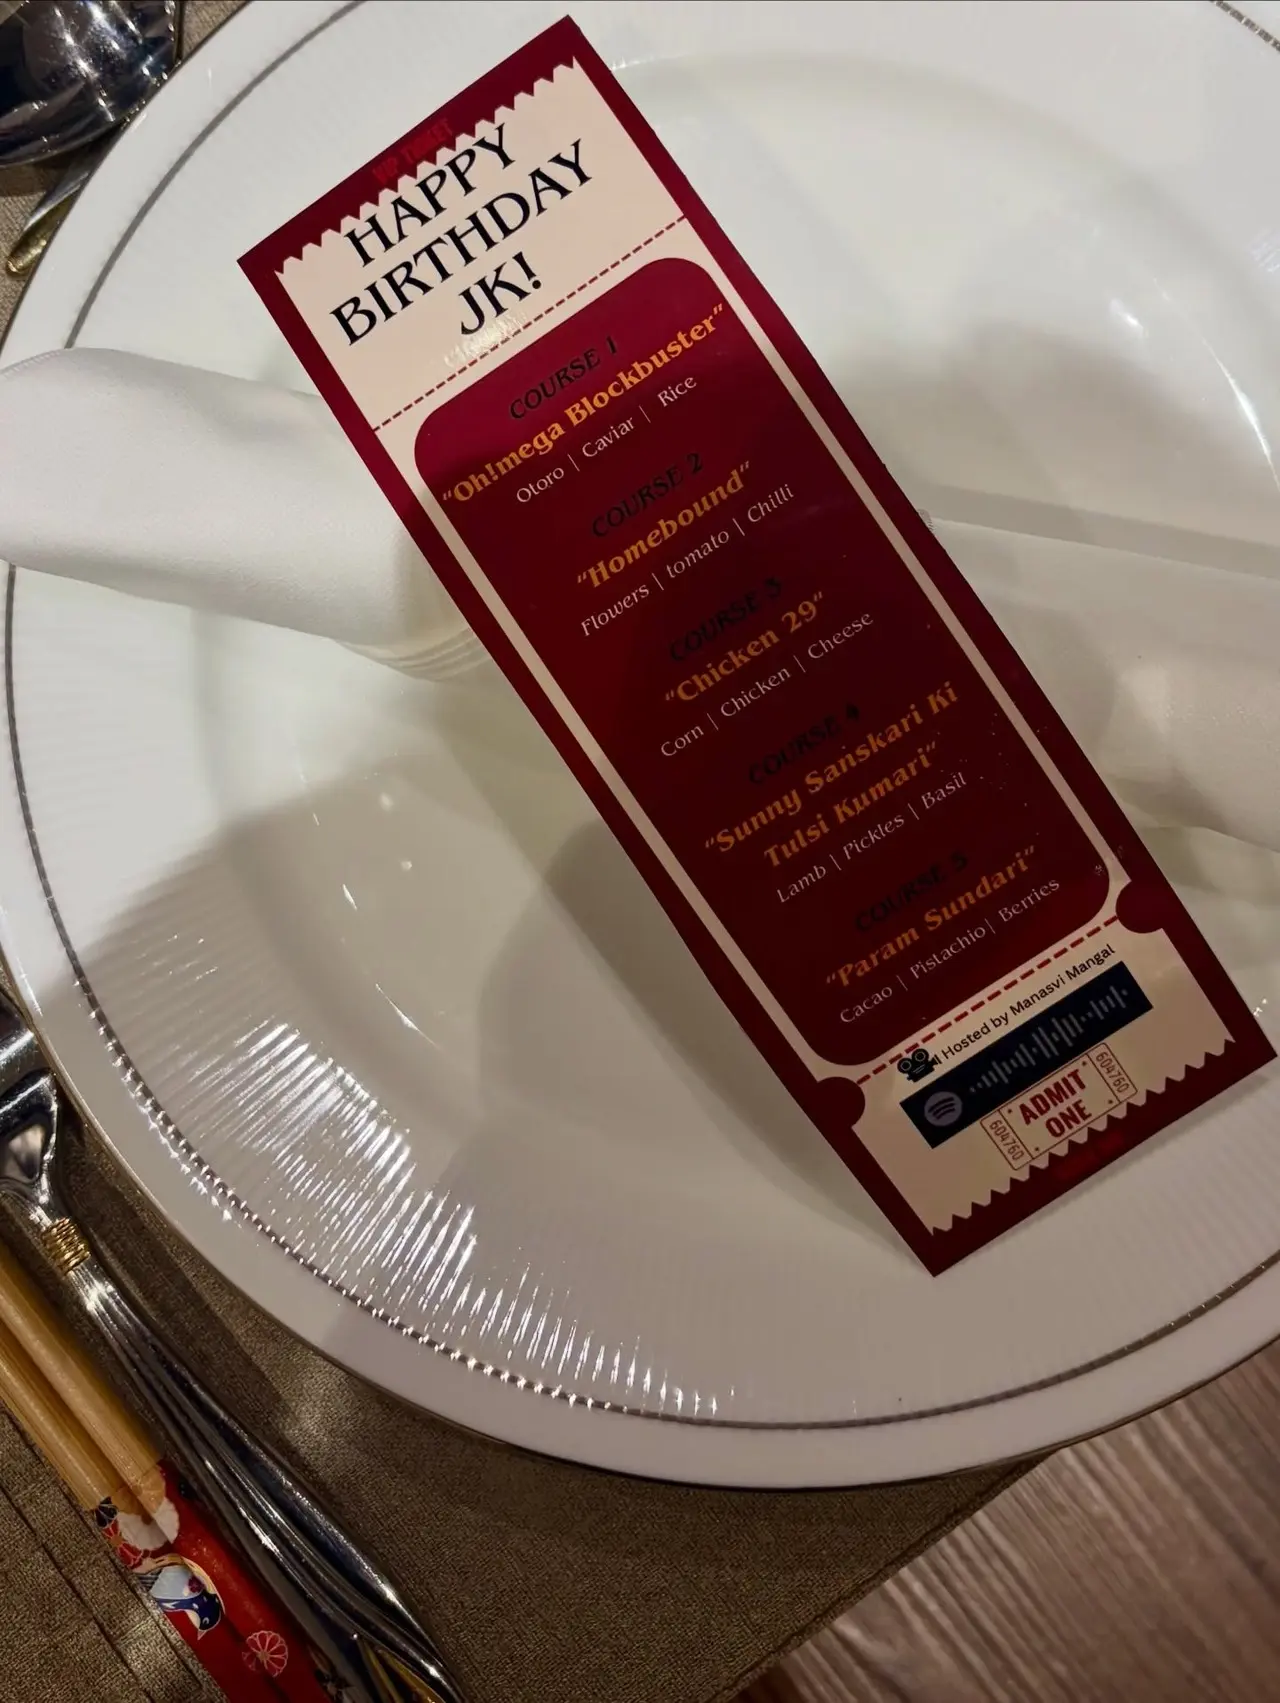 VIP TICKET
HAPPY
BIRTHDAY
JK!
COURSE 1
"Oh!mega Blockbuster"
Otoro | Caviar | Rice
COURSE 2
"Homebound"
Flowers | tomato | Chilli
COURSE 3
"Chicken 29"
Corn | Chicken | Cheese
COURSE 4
"Sunny Sanskari Ki
Tulsi Kumari"
Lamb | Pickles | Basil
COURSE 5
"Param Sundari"
Cacao | Pistachio | Berries
Hosted by Manasvi Mangal
604760
ADMIT
ONE
604760